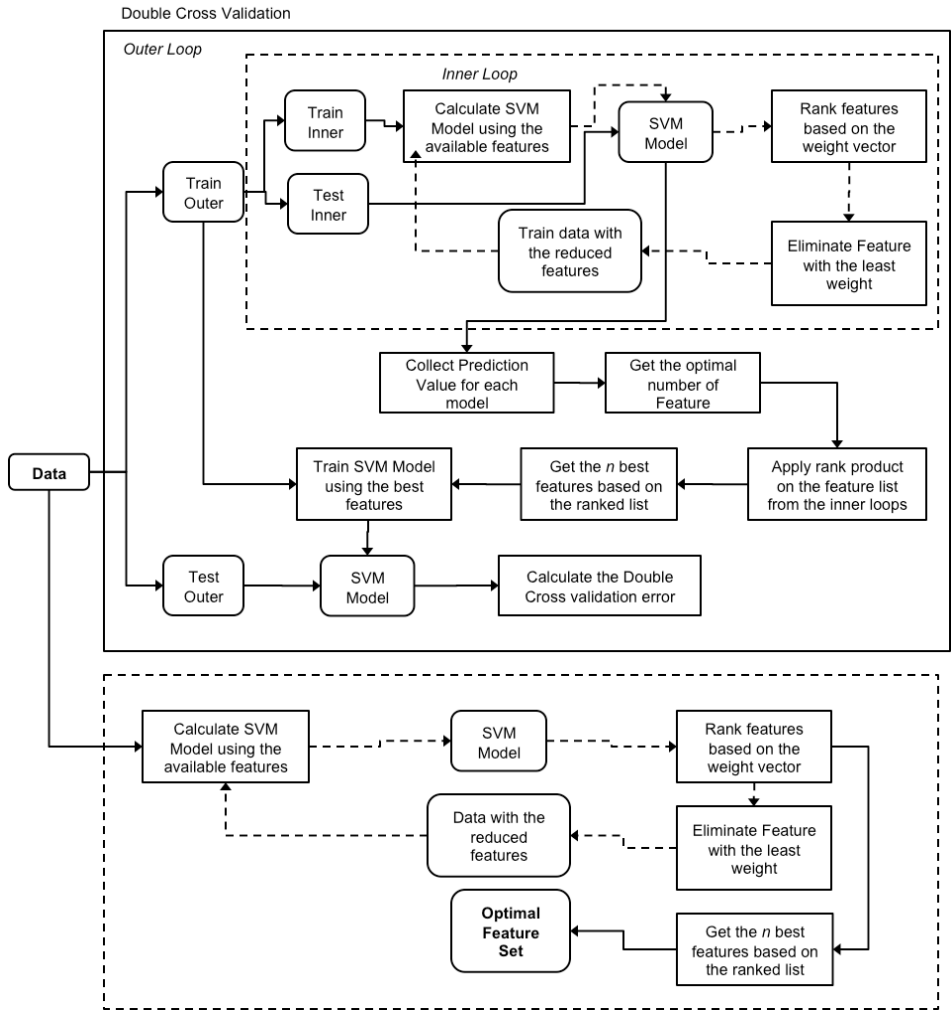 Double Cross Validation
Outer Loop
Inner Loop
Train
Inner
Calculate SVM
Model using the
available features
SVM
Model
Rank features
based on the
weight vector
Train
Outer
Test
Inner
Train data with
the reduced
features
Eliminate Feature
with the least
weight
Collect Prediction
Value for each
model
Get the optimal
number of
Feature
Data
Train SVM Model
using the best
features
Get the n best
features based on
the ranked list
Apply rank product
on the feature list
from the inner loops
Test
Outer
SVM
Model
Calculate the Double
Cross validation error
Calculate SVM
Model using the
available features
SVM
Model
Rank features
based on the
weight vector
Data with the
reduced
features
Eliminate Feature
with the least
weight
Optimal
Feature
Set
Get the n best
features based on
the ranked list